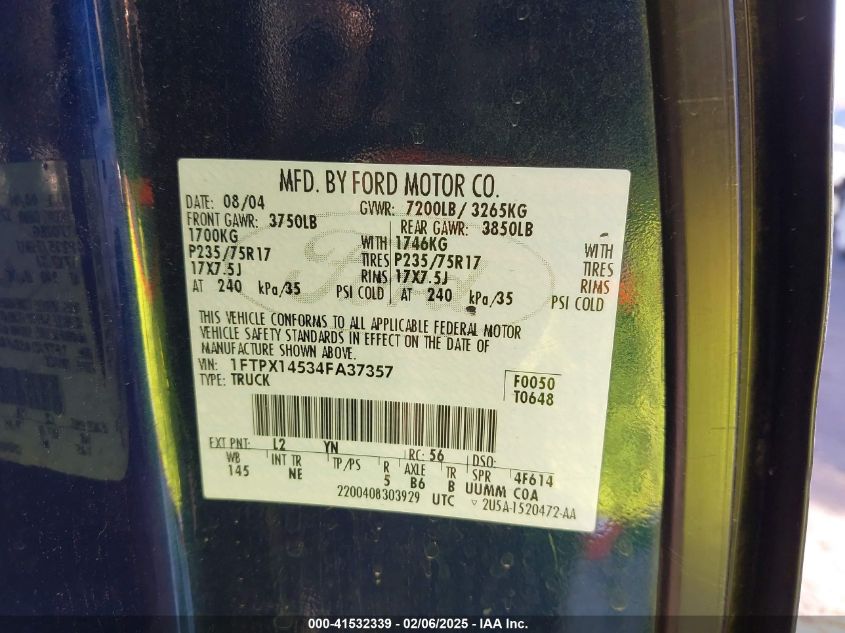 MFD. BY FORD MOTOR CO.
DATE: 08/04 GVWR: 7200LB/ 3265KG
FRONT GAWR: 3750LB REAR GAWR: 3850LB
1700KG WITH 1746KG WITH
P235/75R17 TIRES P235/75R17 TIRES
17X7.5J RIMS 17X7.5J RIMS
AT 240 kPa/35 PSI COLD AT 240 kPa/35 PSI COLD
THIS VEHICLE CONFORMS TO ALL APPLICABLE FEDERAL MOTOR
VEHICLE SAFETY STANDARDS IN EFFECT ON THE DATE OF
MANUFACTURE SHOWN ABOVE.
VIN: 1FTPX14534FA37357
TYPE: TRUCK
F0050
T0648
EXT PNT: L2 YN RC: 56 DSO:
WB INT TR TP/PS R AXLE TR SPR 4F614
145 NE 5 B6 B UUMM COA
2200408303929 UTC 2U5A-1520472-AA
Ford
000-41532339 - 02/06/2025 - IAA Inc.